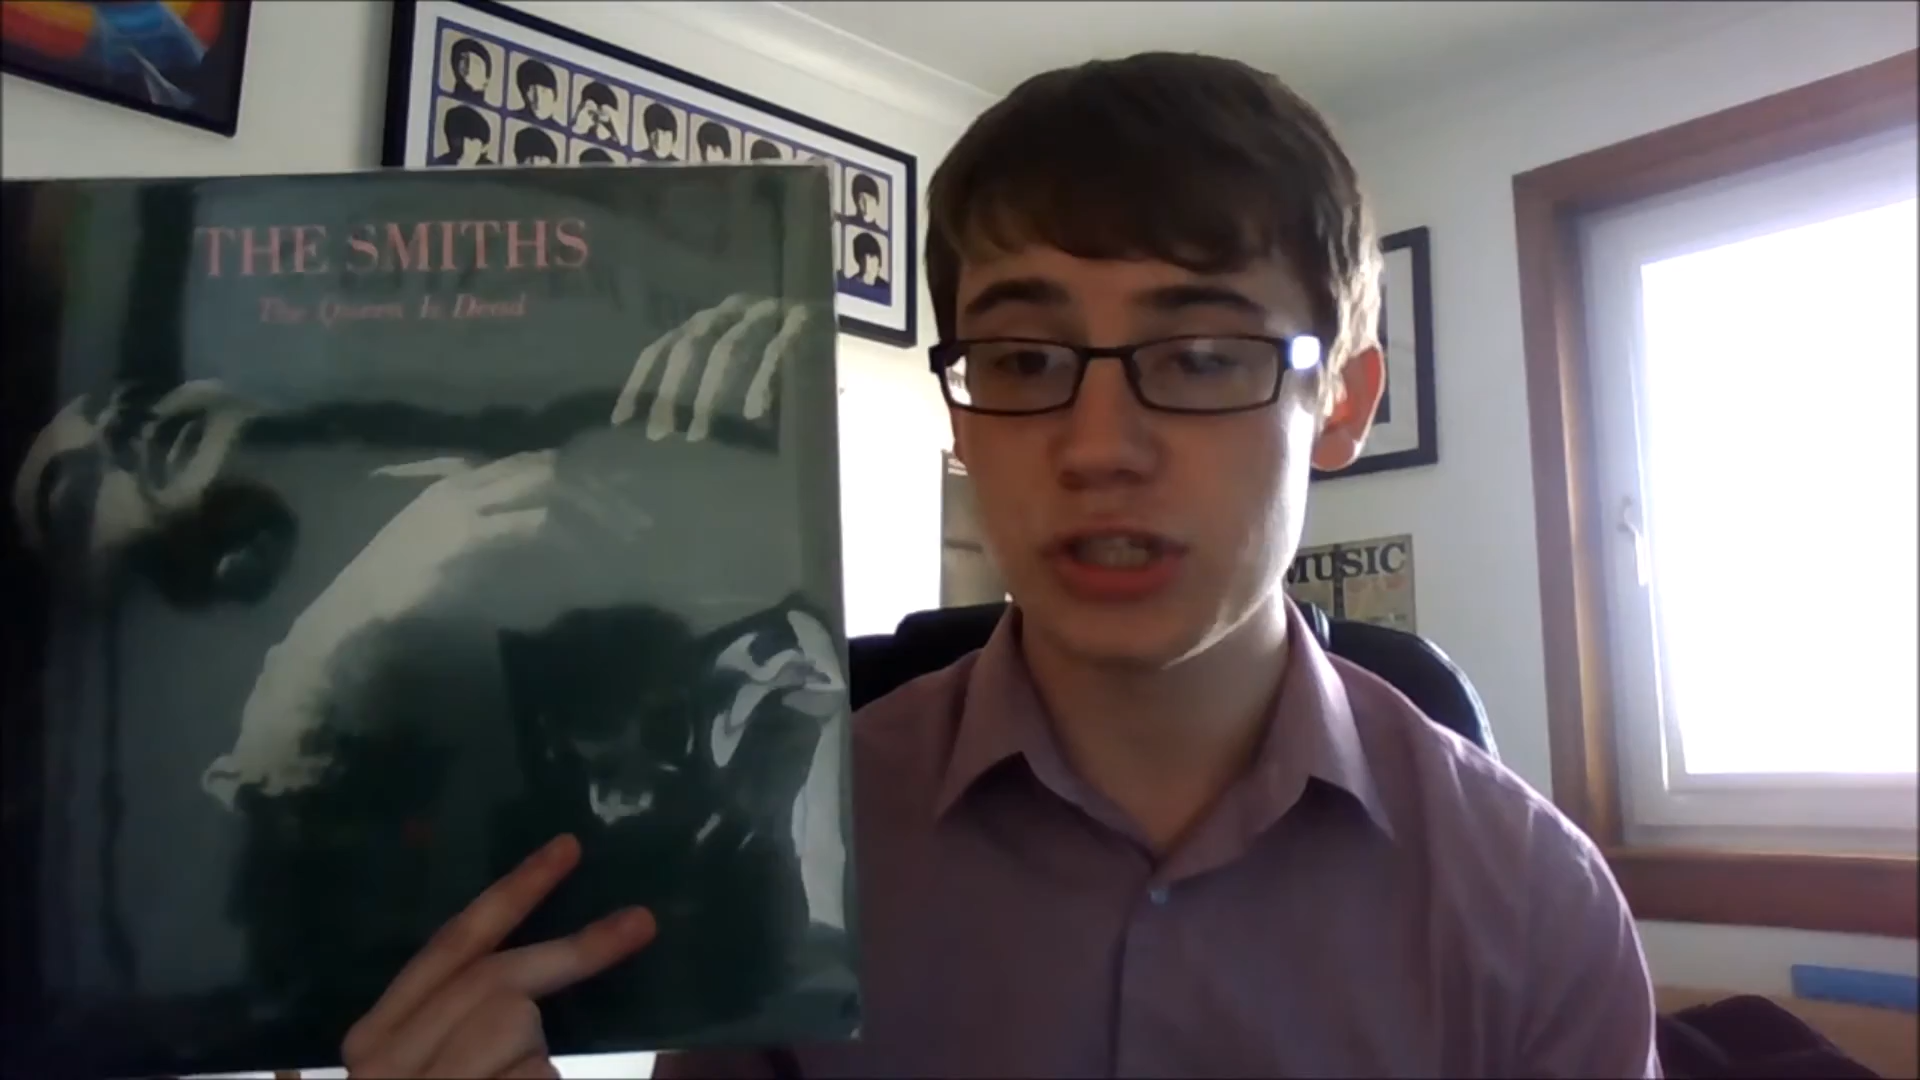 THE SMITHS
The Queen Is Dead
MUSIC